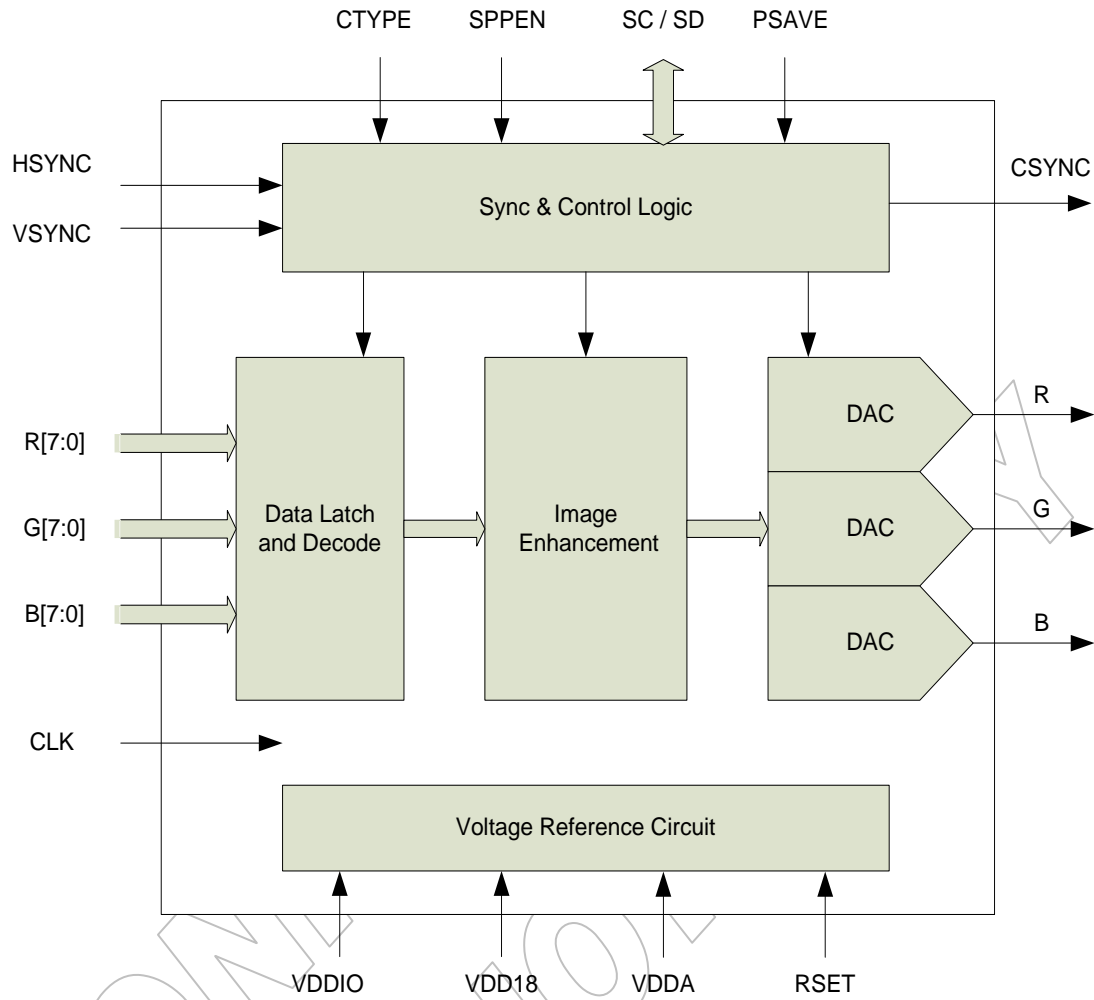 CTYPE SPPEN SC / SD PSAVE
HSYNC
CSYNC
Sync & Control Logic
VSYNC
R[7:0]
G[7:0]
B[7:0]
Data Latch
and Decode
Image
Enhancement
DAC
DAC
DAC
R
G
B
CLK
Voltage Reference Circuit
VDDIO VDD18 VDDA RSET